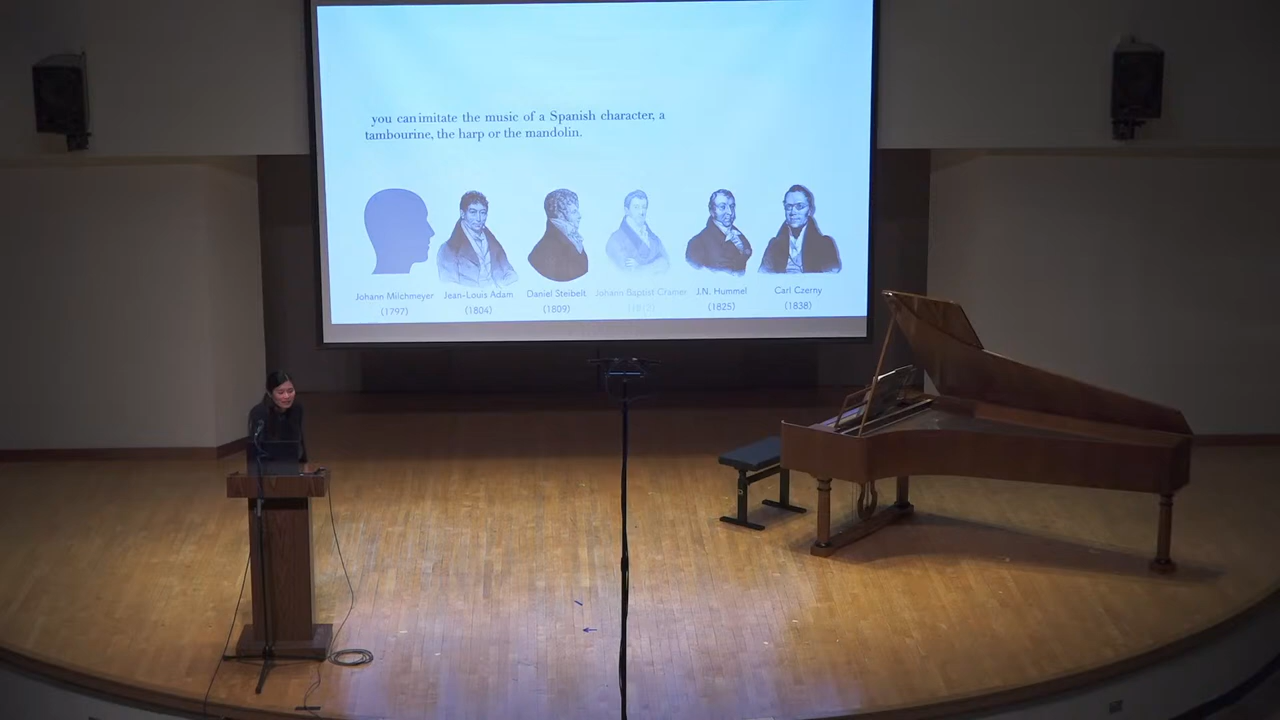 you can imitate the music of a Spanish character, a
tambourine, the harp or the mandolin.
Johann Milchmeyer Jean-Louis Adam Daniel Steibelt Johann Baptist Cramer J.N. Hummel Carl Czerny
(1797) (1804) (1809) (1825) (1838)